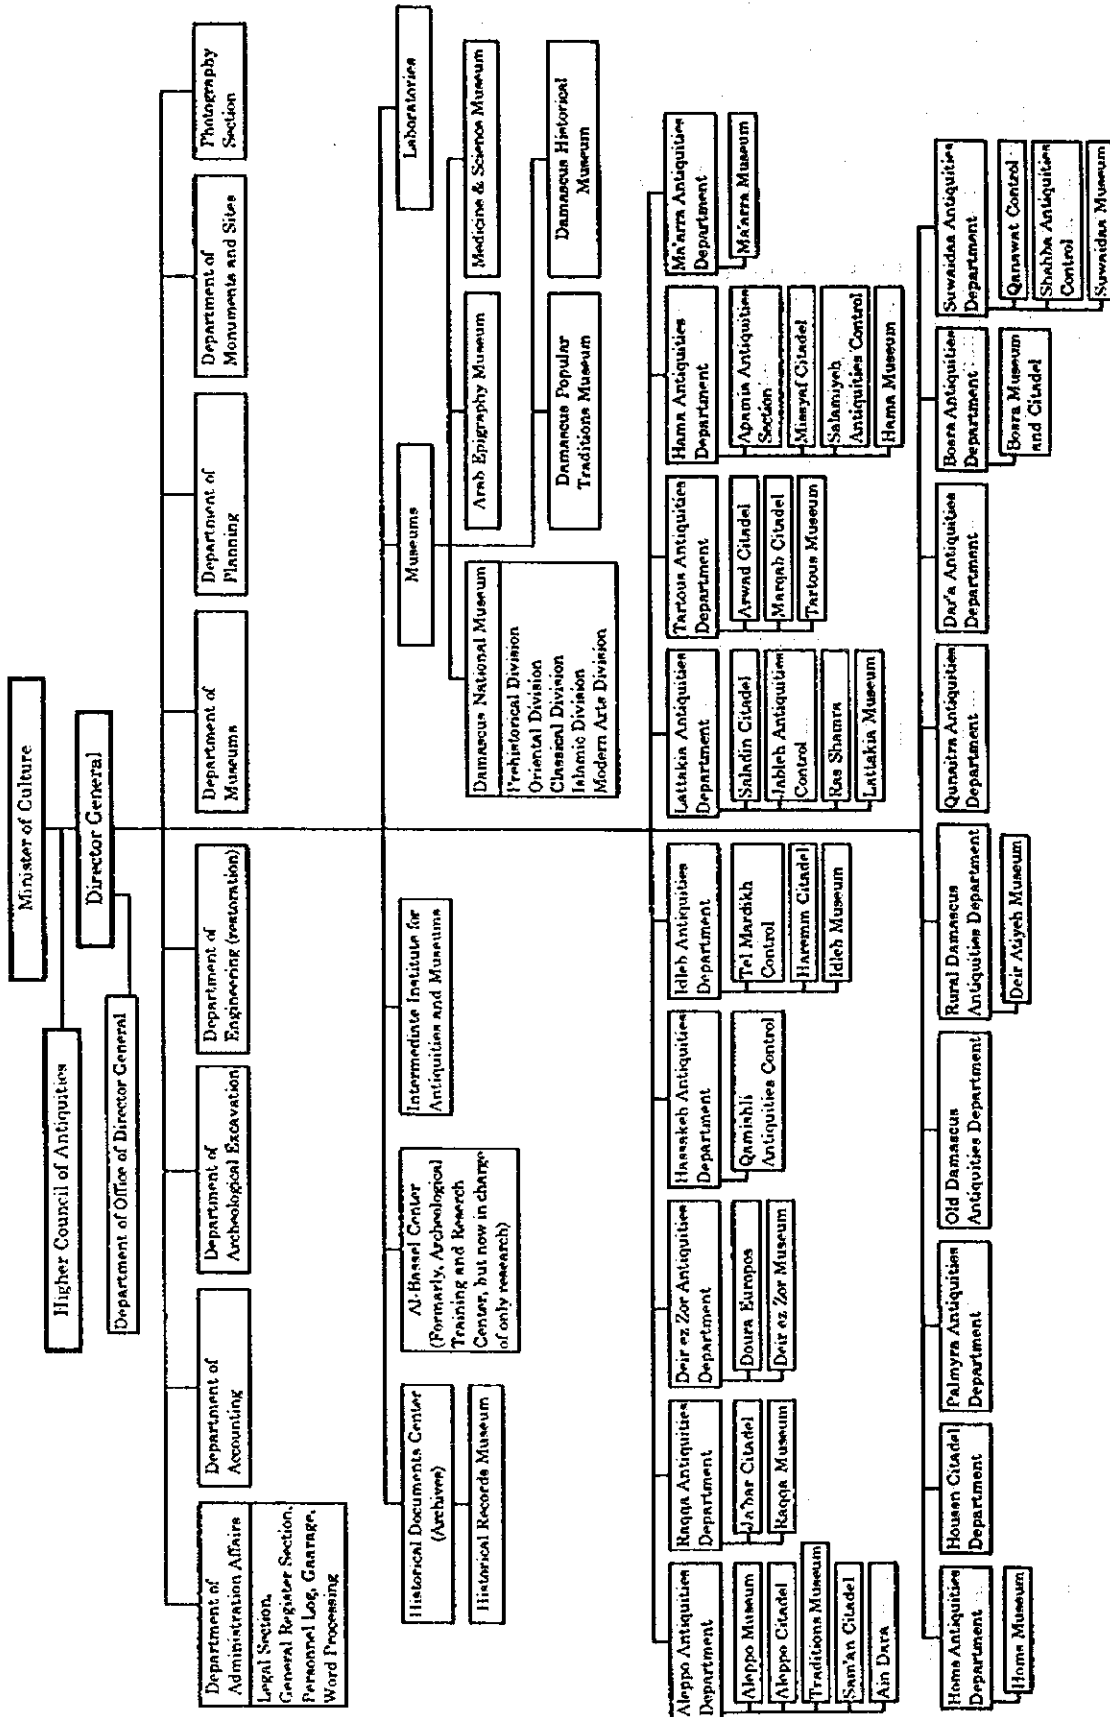 Minister of Culture
Higher Council of Antiquities
Director General
Department of Office of Director General
Department of
Administration Affairs
Legal Section,
General Register Section,
Personnel Log, Gaarage,
Word Processing
Department of
Accounting
Department of
Archeological Excavation
Department of
Engineering (restoration)
Department of
Museums
Department of
Planning
Department of
Monuments and Sites
Photography
Section
Historical Documents Center
(Archives)
Historical Records Museum
Al-Bassel Center
(Formarly, Archeological
Training and Reserch
Center, but now in charge
of only research)
Intermediate Institute for
Antiquities and Museums
Museums
Laboratories
Damascus National Museum
Prehistorical Division
Oriental Division
Classical Division
Islamic Division
Modern Arts Division
Arab Epigraphy Museum
Medicine & Science Museum
Damascus Popular
Traditions Museum
Damascus Historical
Museum
Aleppo Antiquities
Department
Aleppo Museum
Aleppo Citadel
Traditions Museum
Sam'an Citadel
Ain Dara
Raqqa Antiquities
Department
Ja'bar Citadel
Raqqa Museum
Deir ez Zor Antiquities
Department
Doura Europos
Deir ez Zor Museum
Hassakeh Antiquities
Department
Qamishli
Antiquities Control
Idleb Antiquities
Department
Tel Mardikh
Control
Haremm Citadel
Idleb Museum
Lattakia Antiquities
Department
Saladin Citadel
Jableh Antiquities
Control
Ras Shamra
Lattakia Museum
Tartous Antiquities
Department
Arwad Citadel
Marqab Citadel
Tartous Museum
Hama Antiquities
Department
Apamia Antiquities
Section
Missyaf Citadel
Salamiyeh
Antiquities Control
Hama Museum
Ma'arra Antiquities
Department
Ma'arra Museum
Homs Antiquities
Department
Homs Museum
Housen Citadel
Department
Palmyra Antiquities
Department
Old Damascus
Antiquities Department
Rural Damascus
Antiquities Department
Deir Atiyeh Museum
Qunaitra Antiquities
Department
Dar'a Antiquities
Department
Bosra Antiquities
Department
Bosra Museum
and Citadel
Suwaidaa Antiquities
Department
Qanawat Control
Shahba Antiquities
Control
Suwaidaa Museum